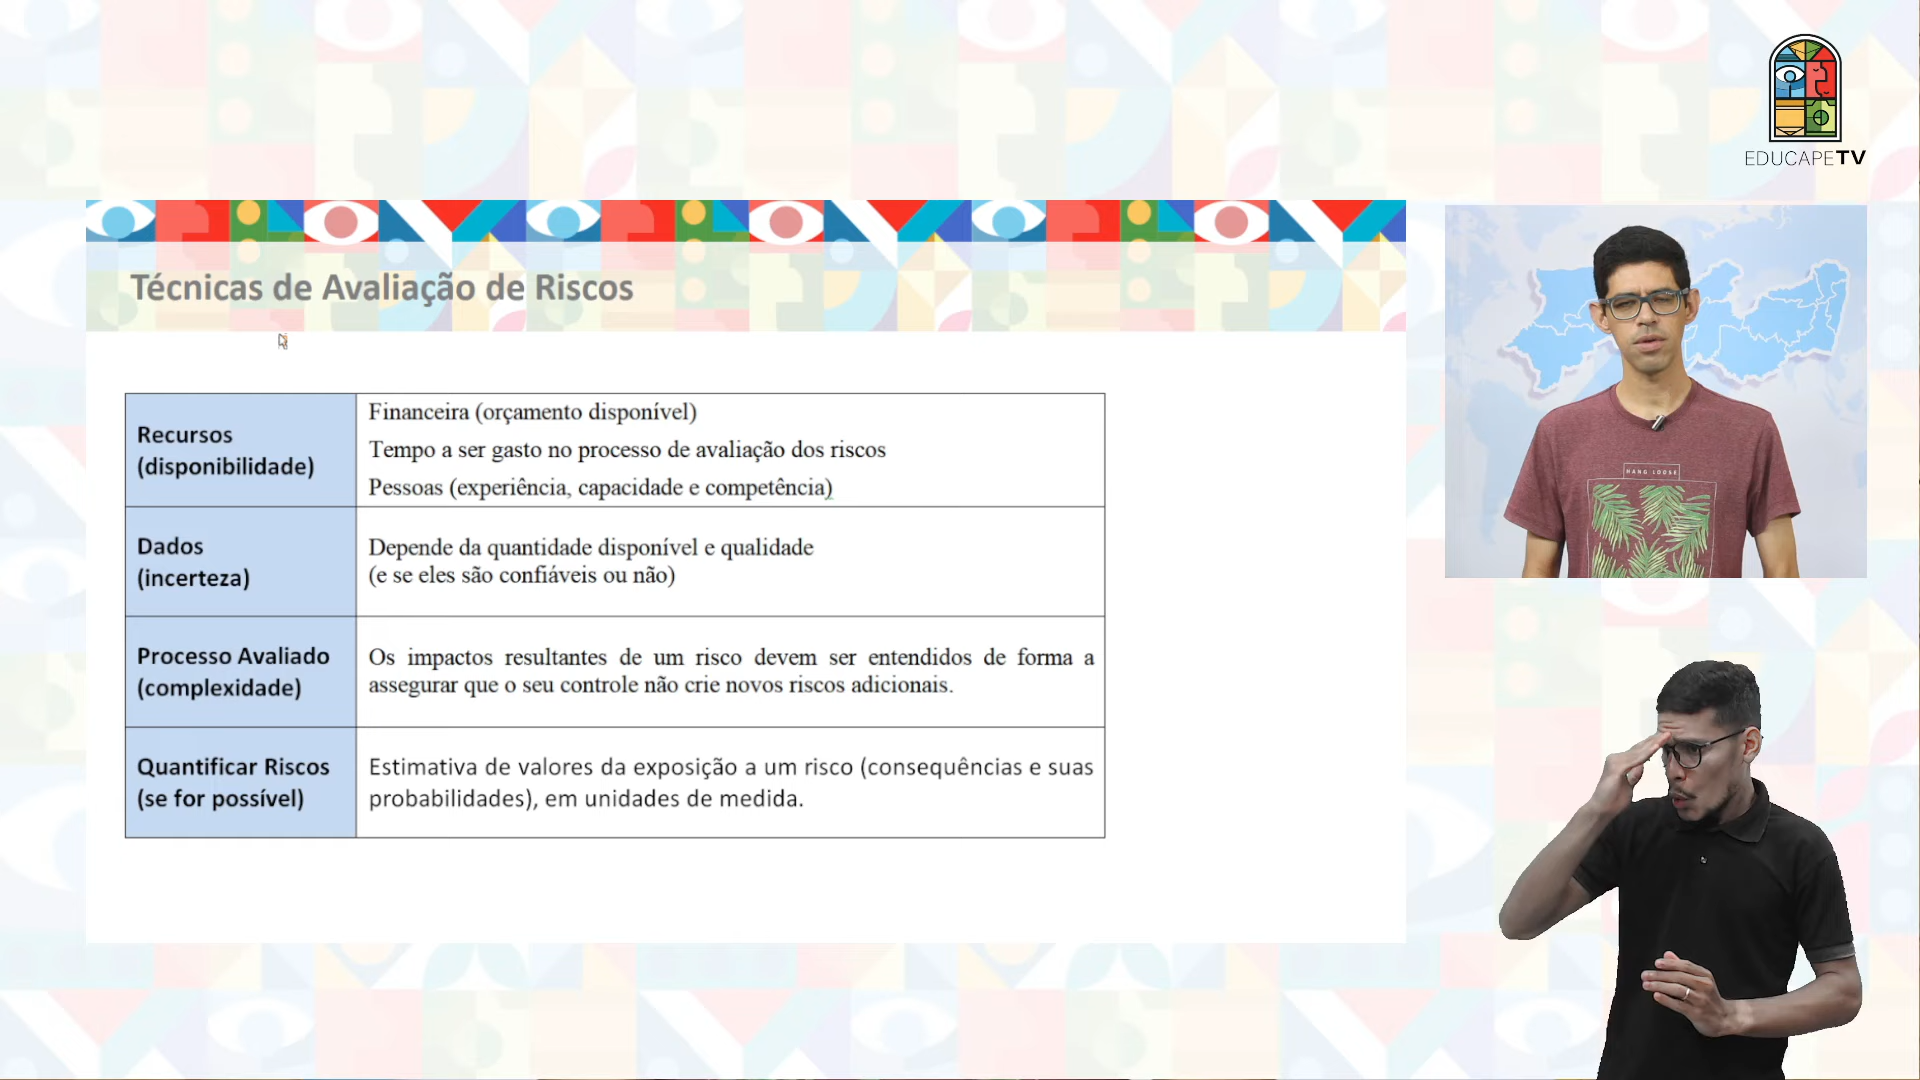 EDUCAPETV
Técnicas de Avaliação de Riscos
Recursos
(disponibilidade)
Financeira (orçamento disponível)
Tempo a ser gasto no processo de avaliação dos riscos
Pessoas (experiência, capacidade e competência)
Dados
(incerteza)
Depende da quantidade disponível e qualidade
(e se eles são confiáveis ou não)
Processo Avaliado
(complexidade)
Os impactos resultantes de um risco devem ser entendidos de forma a
assegurar que o seu controle não crie novos riscos adicionais.
Quantificar Riscos
(se for possível)
Estimativa de valores da exposição a um risco (consequências e suas
probabilidades), em unidades de medida.
HANG LOOSE